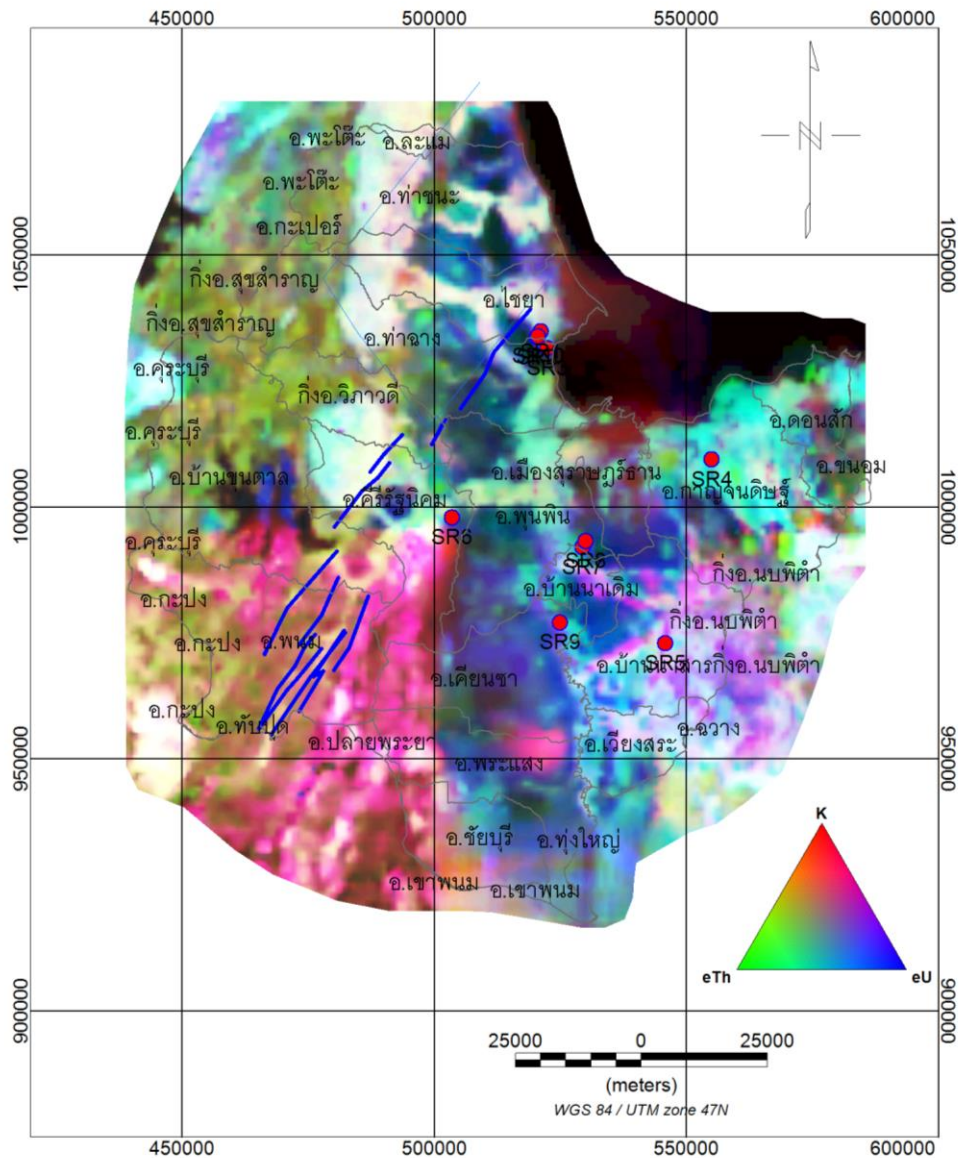 450000 500000 550000 600000
อ.พะโต๊ะ อ.ละแม
อ.พะโต๊ะ
อ.ท่าชนะ
อ.กะเปอร์
1050000 1050000
กิ่งอ.สุขสำราญ
อ.ไชยา
กิ่งอ.สุขสำราญ
อ.ท่าฉาง
SR3
อ.คุระบุรี
กิ่งอ.วิภาวดี
อ.ดอนสัก
อ.คุระบุรี
อ.ขนอม
อ.บ้านขนตาล
อ.เมืองสุราษฎร์ธาน
SR4
อ.กาญจนดิษฐ์
อ.คีรีรัฐนิคม
1000000 1000000
อ.พุนพิน
อ.คุระบุรี
SR7
กิ่งอ.นบพิตำ
อ.บ้านนาเดิม
อ.กะปง
กิ่งอ.นบพิตำ
SR9
อ.กะปง อ.พนม
SR5
กิ่งอ.นบพิตำ
อ.เคียนซา
อ.กะปง
อ.ทับปุด
อ.ฉวาง
อ.ปลายพระยา
อ.เวียงสระ
950000 950000
อ.พระแสง
อ.ชัยบุรี อ.ทุ่งใหญ่
อ.เขาพนม อ.เขาพนม
K
eTh eU
900000 900000
25000 0 25000
(meters)
WGS 84 / UTM zone 47N
450000 500000 550000 600000
N